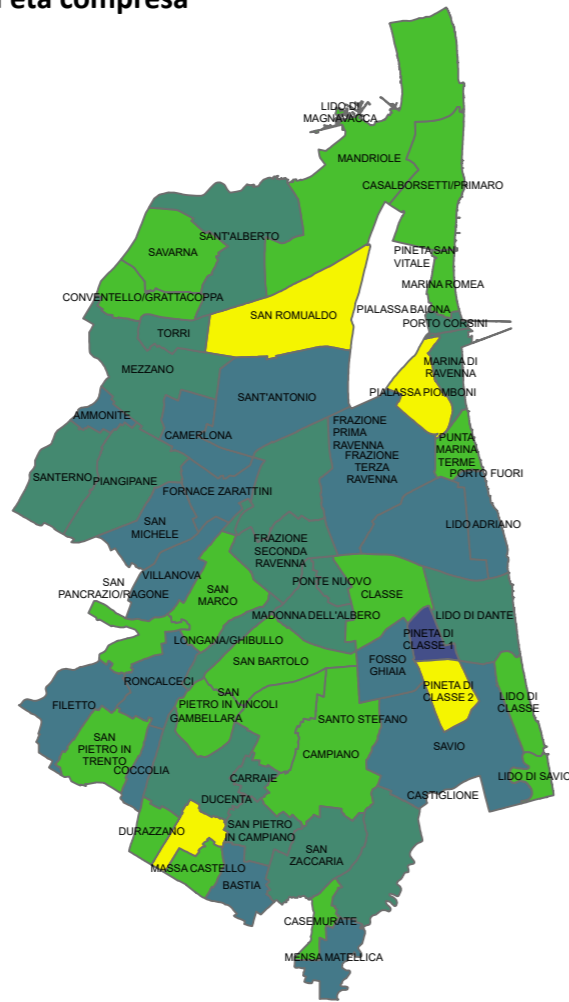 età compresa
LIDO DI
MAGNAVACCA
MANDRIOLE
CASALBORSETTI/PRIMARO
SANT'ALBERTO
SAVARNA
PINETA SAN
VITALE
MARINA ROMEA
CONVENTELLO/GRATTACOPPA
PIALASSA BAIONA
SAN ROMUALDO
PORTO CORSINI
TORRI
MARINA DI
RAVENNA
MEZZANO
PIALASSA PIOMBONI
SANT'ANTONIO
AMMONITE
FRAZIONE
PRIMA
RAVENNA
CAMERLONA
PUNTA
MARINA
TERME
FRAZIONE
TERZA
RAVENNA
PORTO FUORI
SANTERNO
PIANGIPANE
FORNACE ZARATTINI
SAN
MICHELE
LIDO ADRIANO
FRAZIONE
SECONDA
RAVENNA
VILLANOVA
PONTE NUOVO
SAN
PANCRAZIO/RAGONE
SAN
MARCO
CLASSE
MADONNA DELL'ALBERO
LIDO DI DANTE
LONGANA/GHIBULLO
PINETA DI
CLASSE 1
SAN BARTOLO
FOSSO
GHIAIA
RONCALCECI
PINETA DI
CLASSE 2
LIDO DI
CLASSE
SAN
PIETRO IN VINCOLI
FILETTO
GAMBELLARA
SANTO STEFANO
SAN
PIETRO IN
TRENTO
SAVIO
CAMPIANO
COCCOLIA
CARRAIE
LIDO DI SAVIO
CASTIGLIONE
DUCENTA
DURAZZANO
SAN PIETRO
IN CAMPIANO
SAN
ZACCARIA
MASSA CASTELLO
BASTIA
CASEMURATE
MENSA MATELLICA